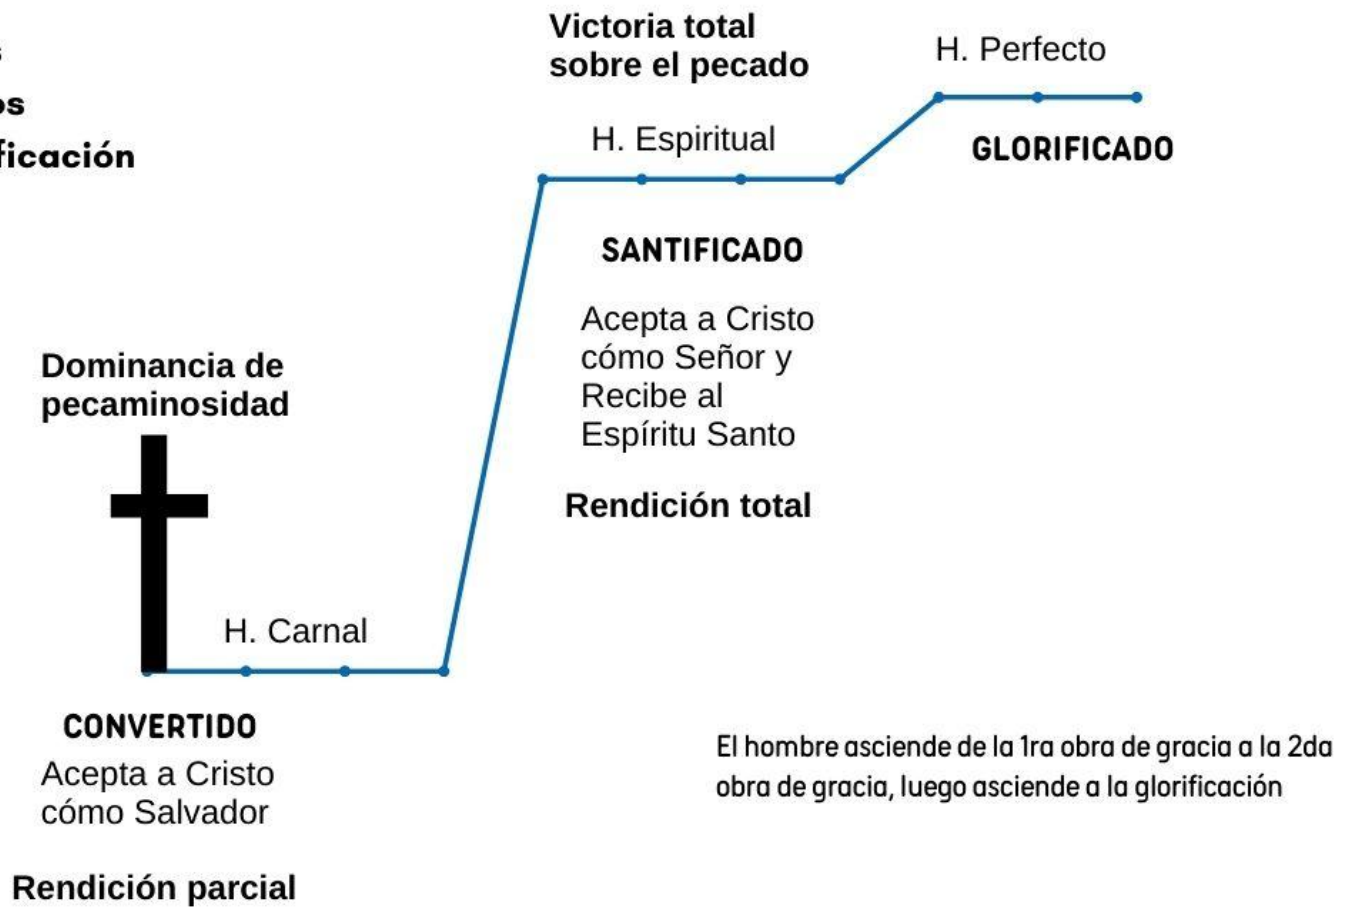 Victoria total
sobre el pecado
H. Perfecto
H. Espiritual
GLORIFICADO
SANTIFICADO
Acepta a Cristo
cómo Señor y
Recibe al
Espíritu Santo
Rendición total
Dominancia de
pecaminosidad
H. Carnal
CONVERTIDO
Acepta a Cristo
cómo Salvador
Rendición parcial
El hombre asciende de la 1ra obra de gracia a la 2da
obra de gracia, luego asciende a la glorificación